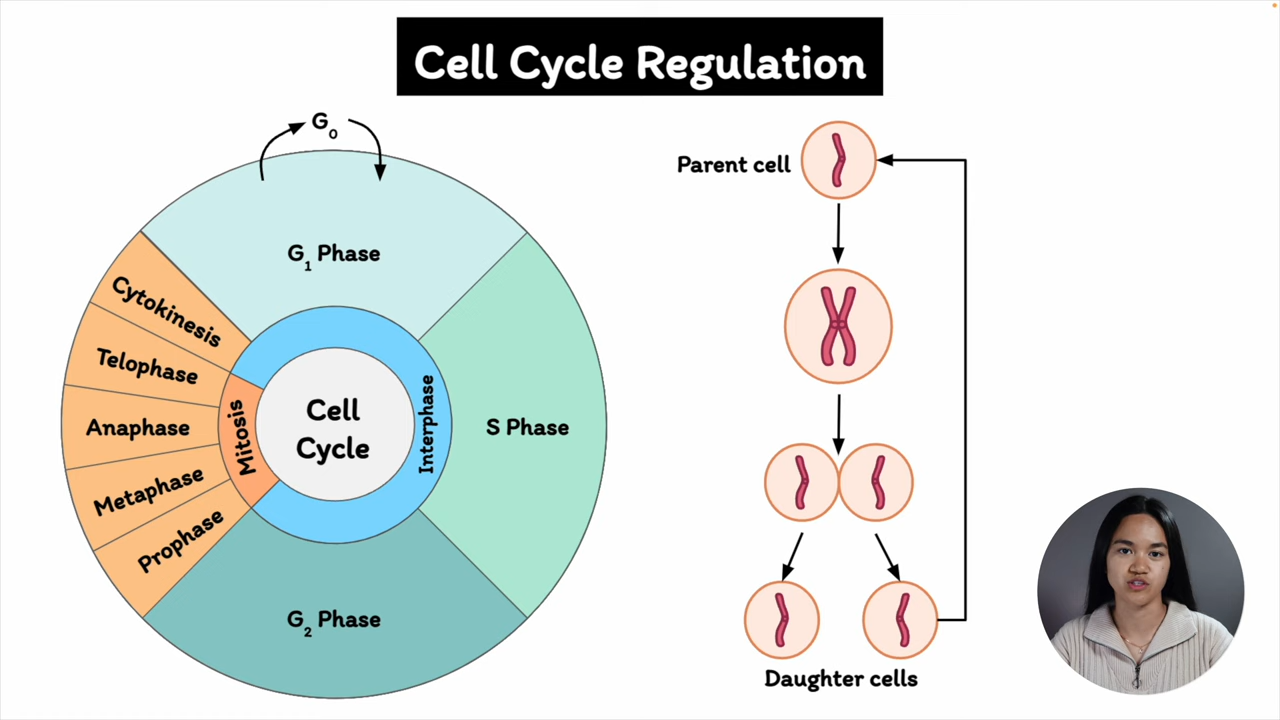 Cell Cycle Regulation
G₀
G₁ Phase
S Phase
G₂ Phase
Prophase
Metaphase
Anaphase
Telophase
Cytokinesis
Mitosis
Interphase
Cell
Cycle
Parent cell
Daughter cells